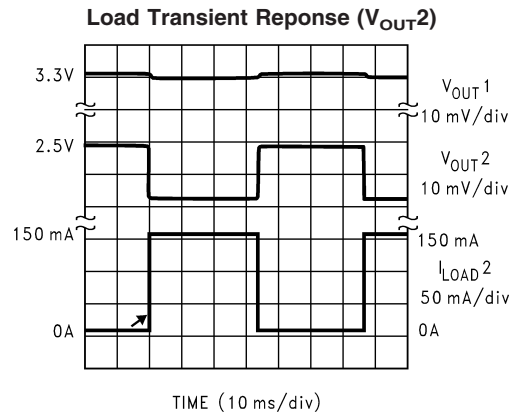 Load Transient Reponse (VOUT2)
3.3V
VOUT1
10 mV/div
2.5V
VOUT2
10 mV/div
150 mA
150 mA
ILOAD2
50 mA/div
0A
0A
TIME (10 ms/div)